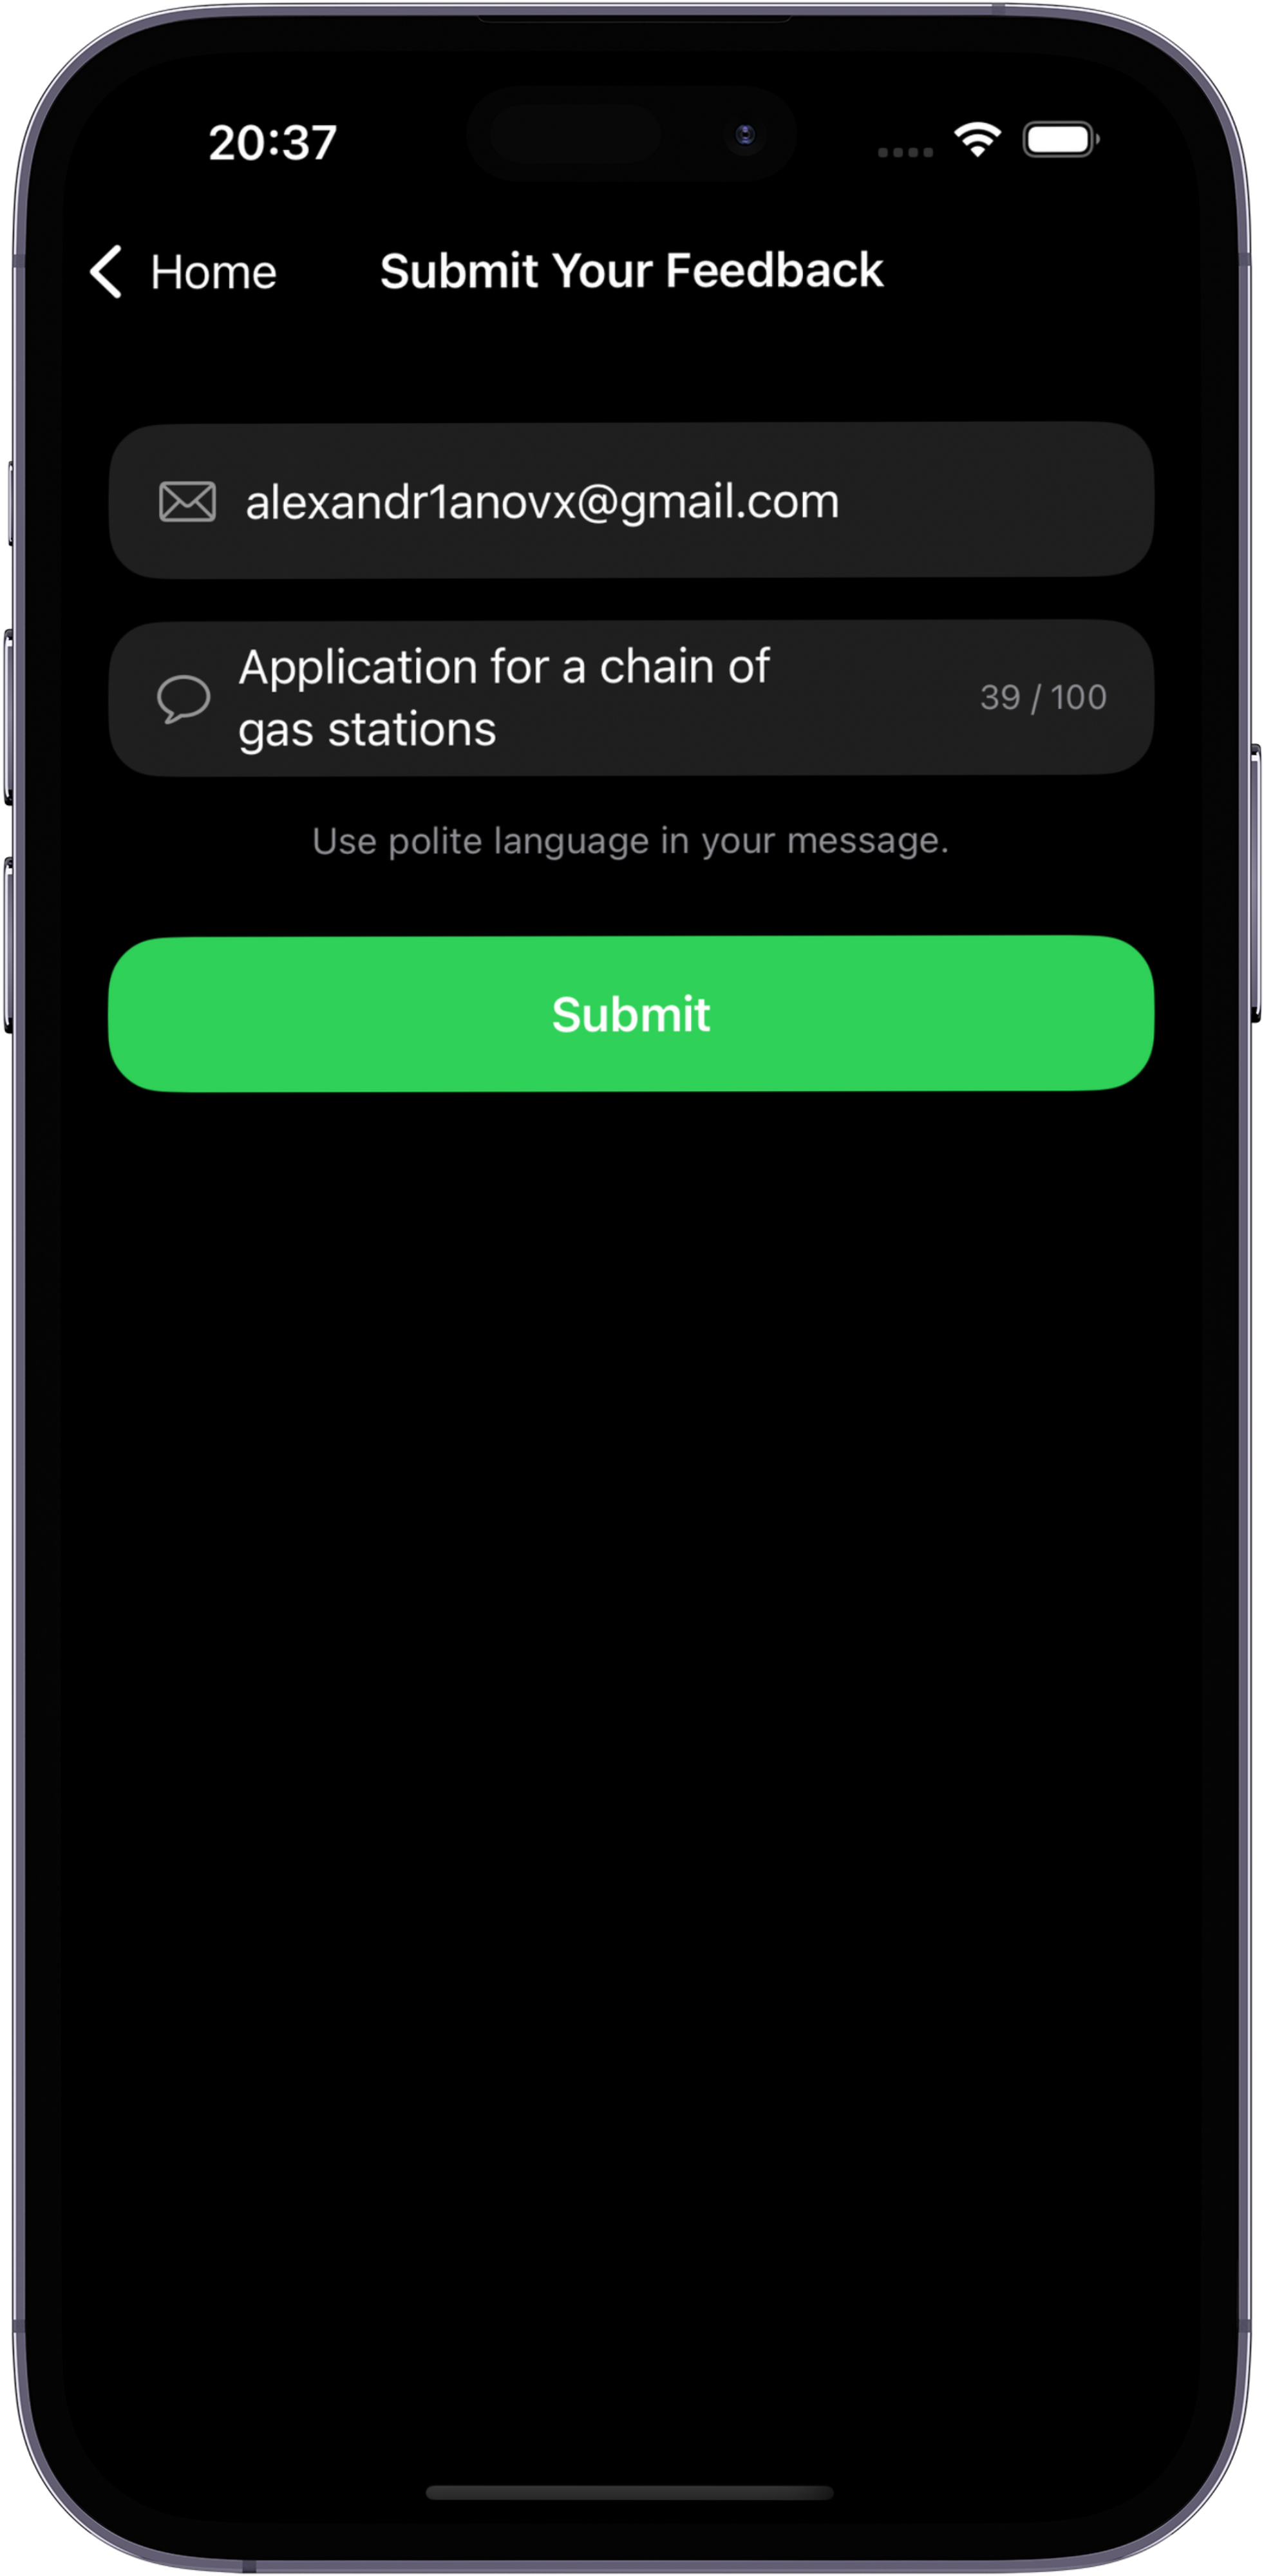 20:37
Home
Submit Your Feedback
alexandr1anovx@gmail.com
Application for a chain of
gas stations
39 / 100
Use polite language in your message.
Submit